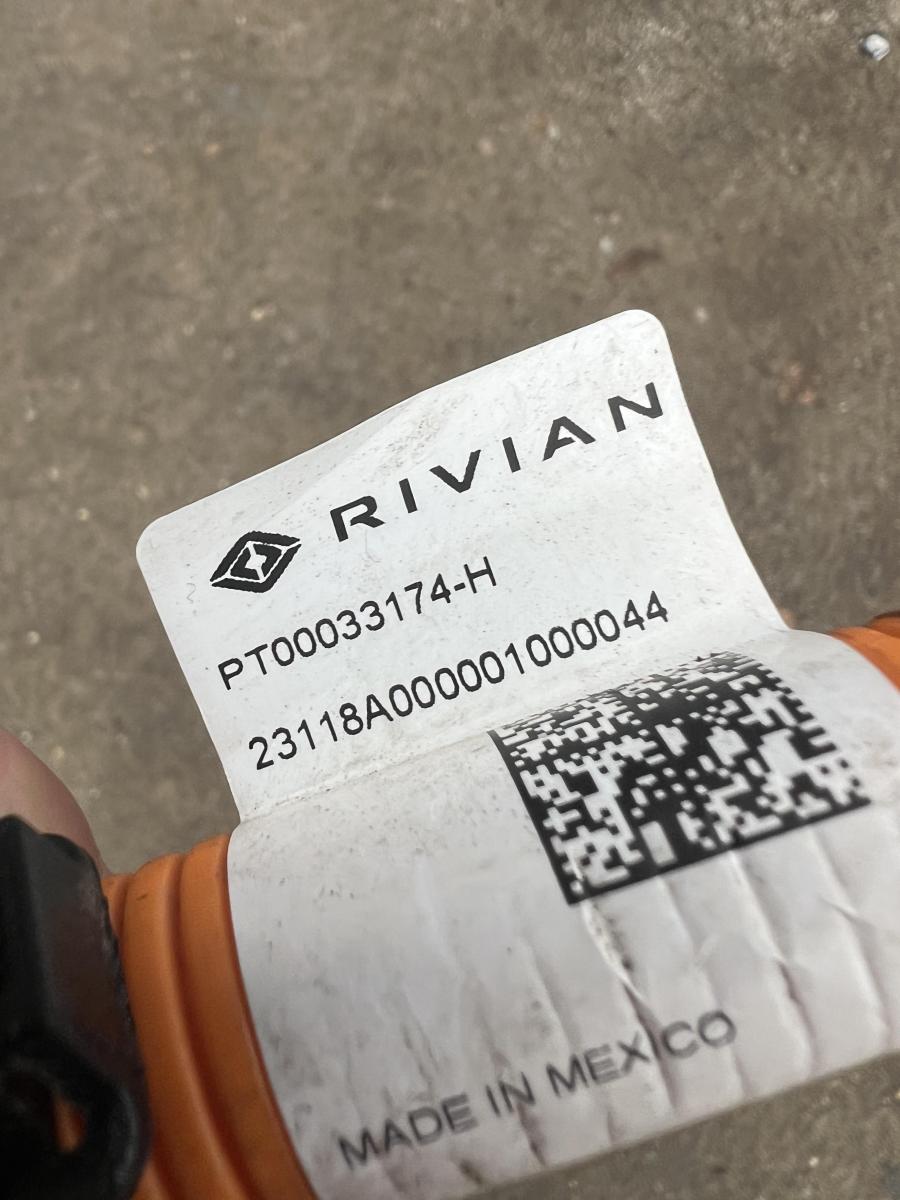 RIVIAN
PT00033174-H
23118A000001000044
MADE IN MEXICO